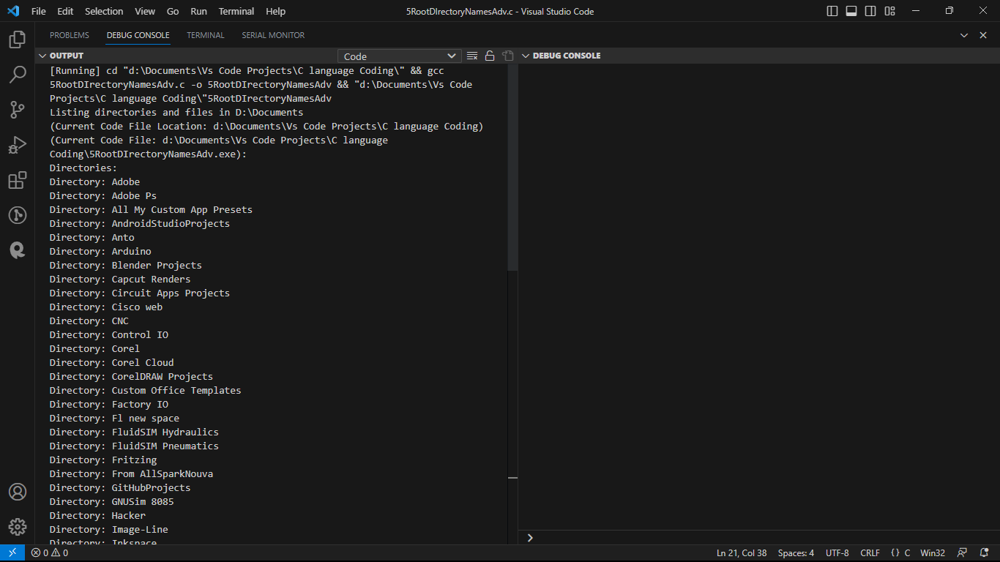 File Edit Selection View Go Run Terminal Help
5RootDIrectoryNamesAdv.c - Visual Studio Code
PROBLEMS DEBUG CONSOLE TERMINAL SERIAL MONITOR
OUTPUT
Code
DEBUG CONSOLE
[Running] cd "d:\Documents\Vs Code Projects\C language Coding\" && gcc
5RootDIrectoryNamesAdv.c -o 5RootDIrectoryNamesAdv && "d:\Documents\Vs Code
Projects\C language Coding\"5RootDIrectoryNamesAdv
Listing directories and files in D:\Documents
(Current Code File Location: d:\Documents\Vs Code Projects\C language Coding)
(Current Code File: d:\Documents\Vs Code Projects\C language
Coding\5RootDIrectoryNamesAdv.exe):
Directories:
Directory: Adobe
Directory: Adobe Ps
Directory: All My Custom App Presets
Directory: AndroidStudioProjects
Directory: Anto
Directory: Arduino
Directory: Blender Projects
Directory: Capcut Renders
Directory: Circuit Apps Projects
Directory: Cisco web
Directory: CNC
Directory: Control IO
Directory: Corel
Directory: Corel Cloud
Directory: CorelDRAW Projects
Directory: Custom Office Templates
Directory: Factory IO
Directory: Fl new space
Directory: FluidSIM Hydraulics
Directory: FluidSIM Pneumatics
Directory: Fritzing
Directory: From AllSparkNouva
Directory: GitHubProjects
Directory: GNUSim 8085
Directory: Hacker
Directory: Image-Line
Directory: Inkspace
0 0
Ln 21, Col 38 Spaces: 4 UTF-8 CRLF {} C Win32